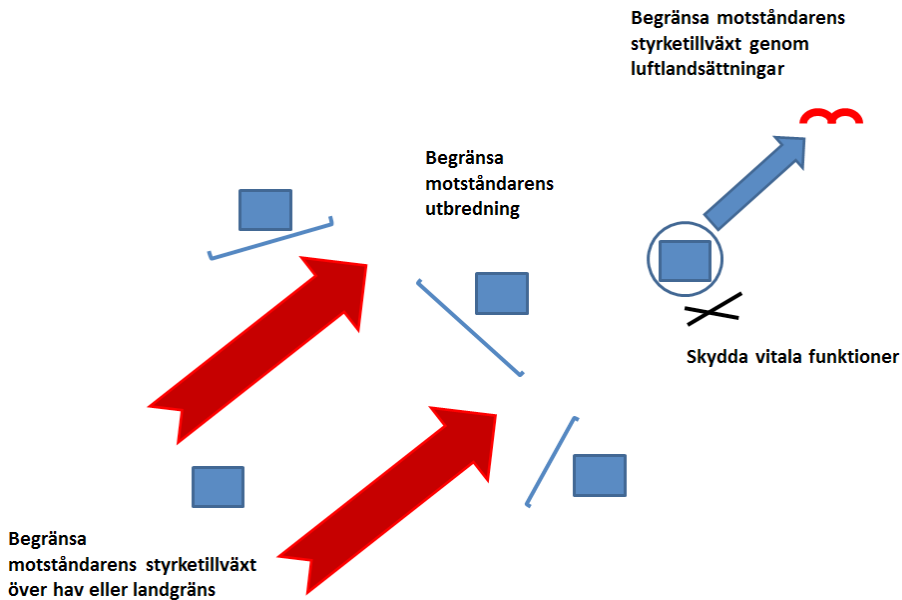 Begränsa motståndarens
styrketillväxt genom
luftlandsättningar
Begränsa
motståndarens
utbredning
Skydda vitala funktioner
Begränsa
motståndarens styrketillväxt
över hav eller landgräns